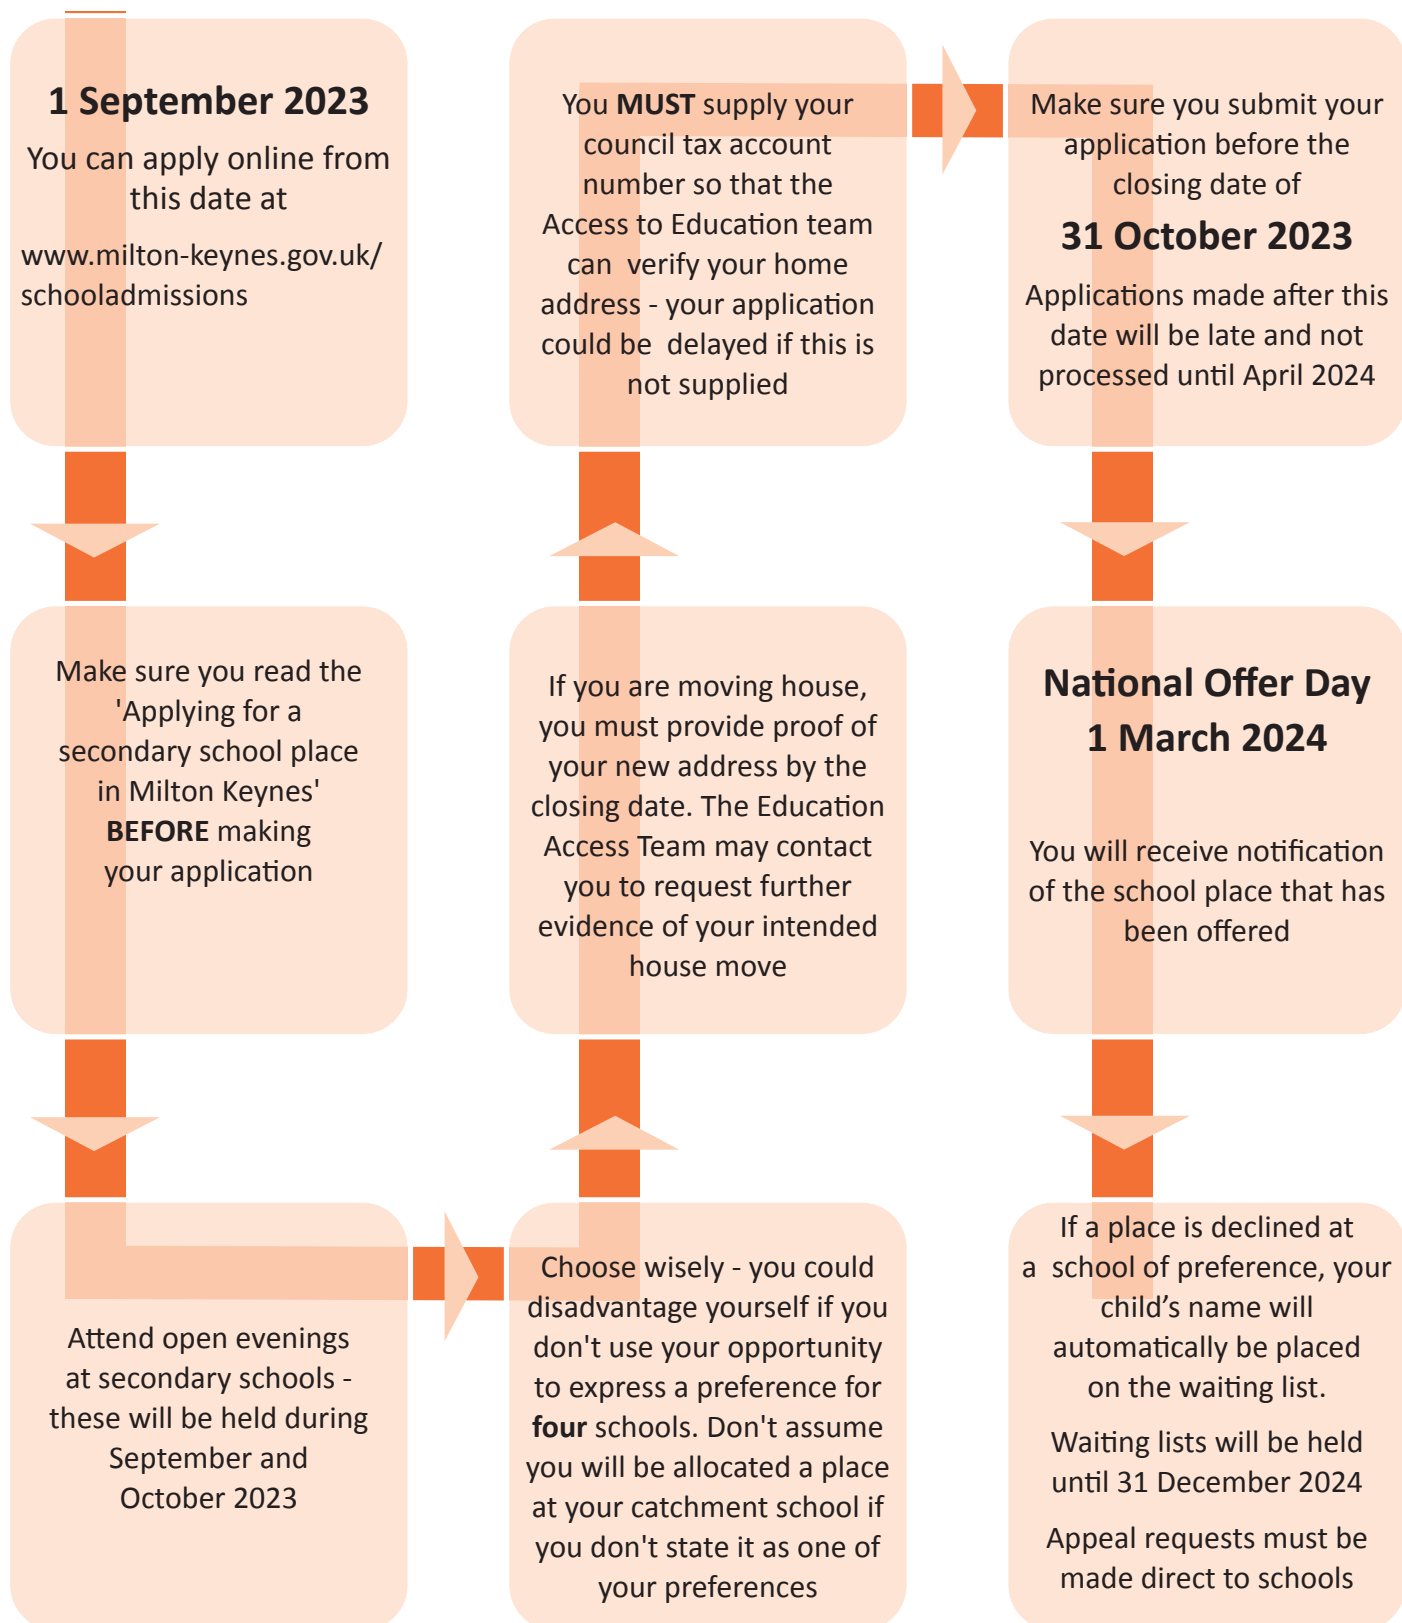 1 September 2023
You can apply online from
this date at
www.milton-keynes.gov.uk/
schooladmissions
Make sure you read the
'Applying for a
secondary school place
in Milton Keynes'
BEFORE making
your application
Attend open evenings
at secondary schools -
these will be held during
September and
October 2023
Choose wisely - you could
disadvantage yourself if you
don't use your opportunity
to express a preference for
four schools. Don't assume
you will be allocated a place
at your catchment school if
you don't state it as one of
your preferences
If you are moving house,
you must provide proof of
your new address by the
closing date. The Education
Access Team may contact
you to request further
evidence of your intended
house move
You MUST supply your
council tax account
number so that the
Access to Education team
can verify your home
address - your application
could be delayed if this is
not supplied
Make sure you submit your
application before the
closing date of
31 October 2023
Applications made after this
date will be late and not
processed until April 2024
National Offer Day
1 March 2024
You will receive notification
of the school place that has
been offered
If a place is declined at
a school of preference, your
child’s name will
automatically be placed
on the waiting list.
Waiting lists will be held
until 31 December 2024
Appeal requests must be
made direct to schools